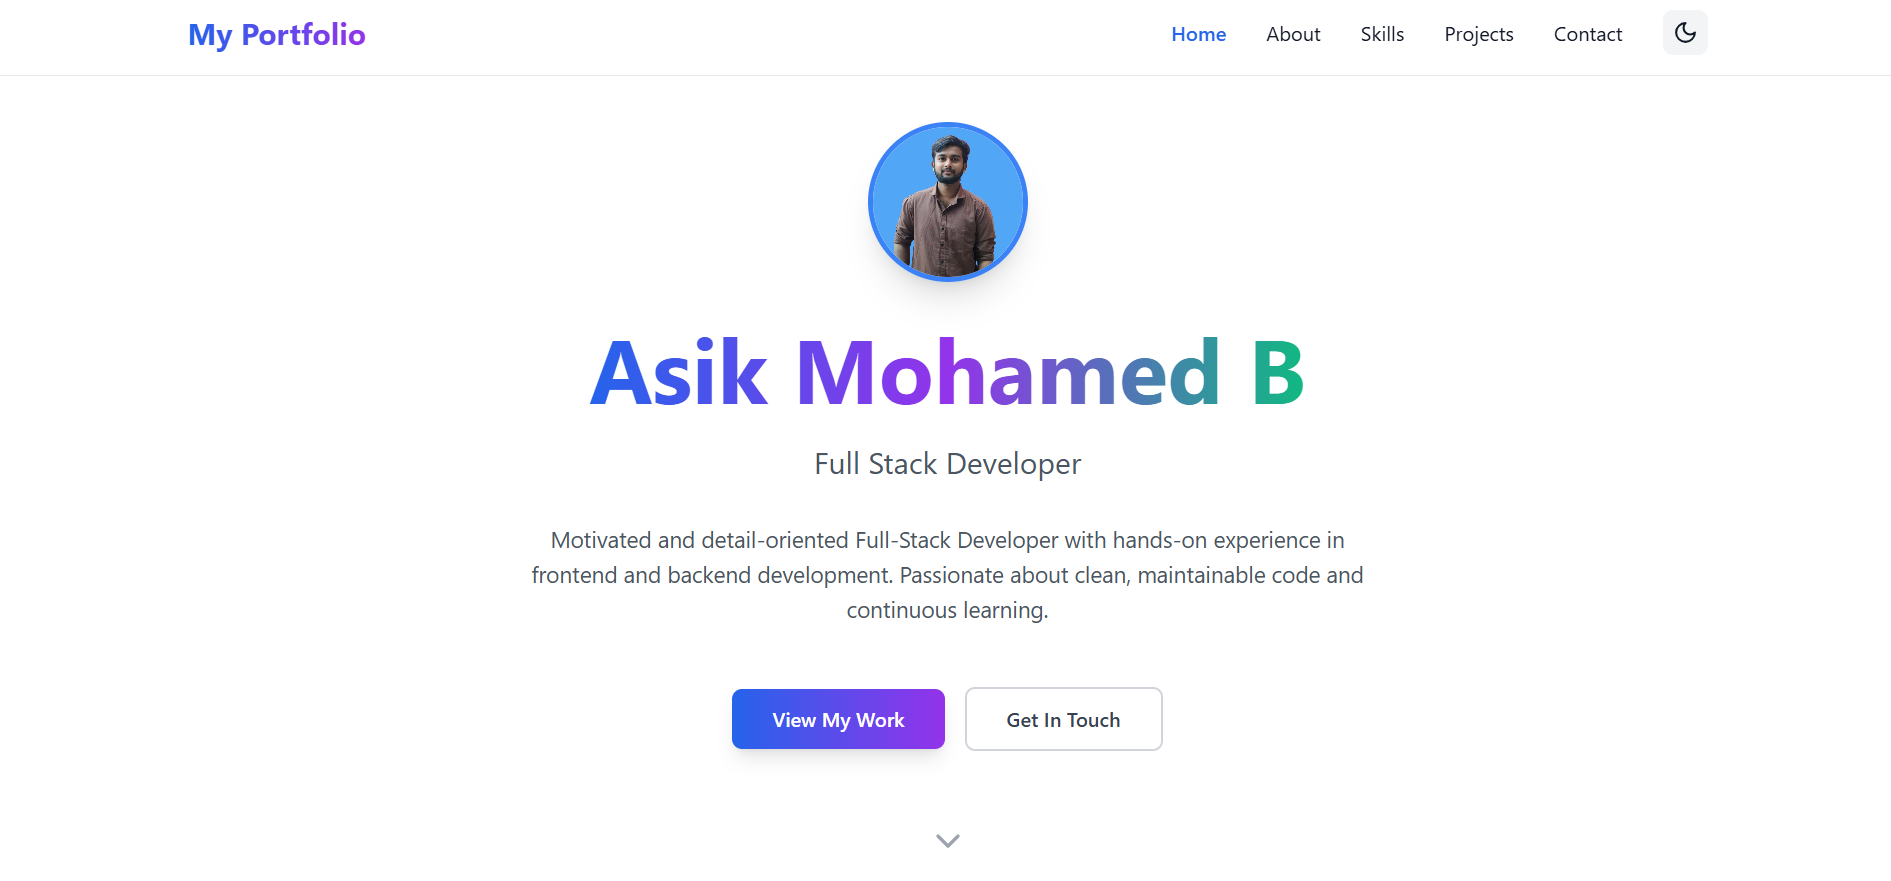 My Portfolio
Home About Skills Projects Contact
Asik Mohamed B
Full Stack Developer
Motivated and detail-oriented Full-Stack Developer with hands-on experience in
frontend and backend development. Passionate about clean, maintainable code and
continuous learning.
View My Work
Get In Touch